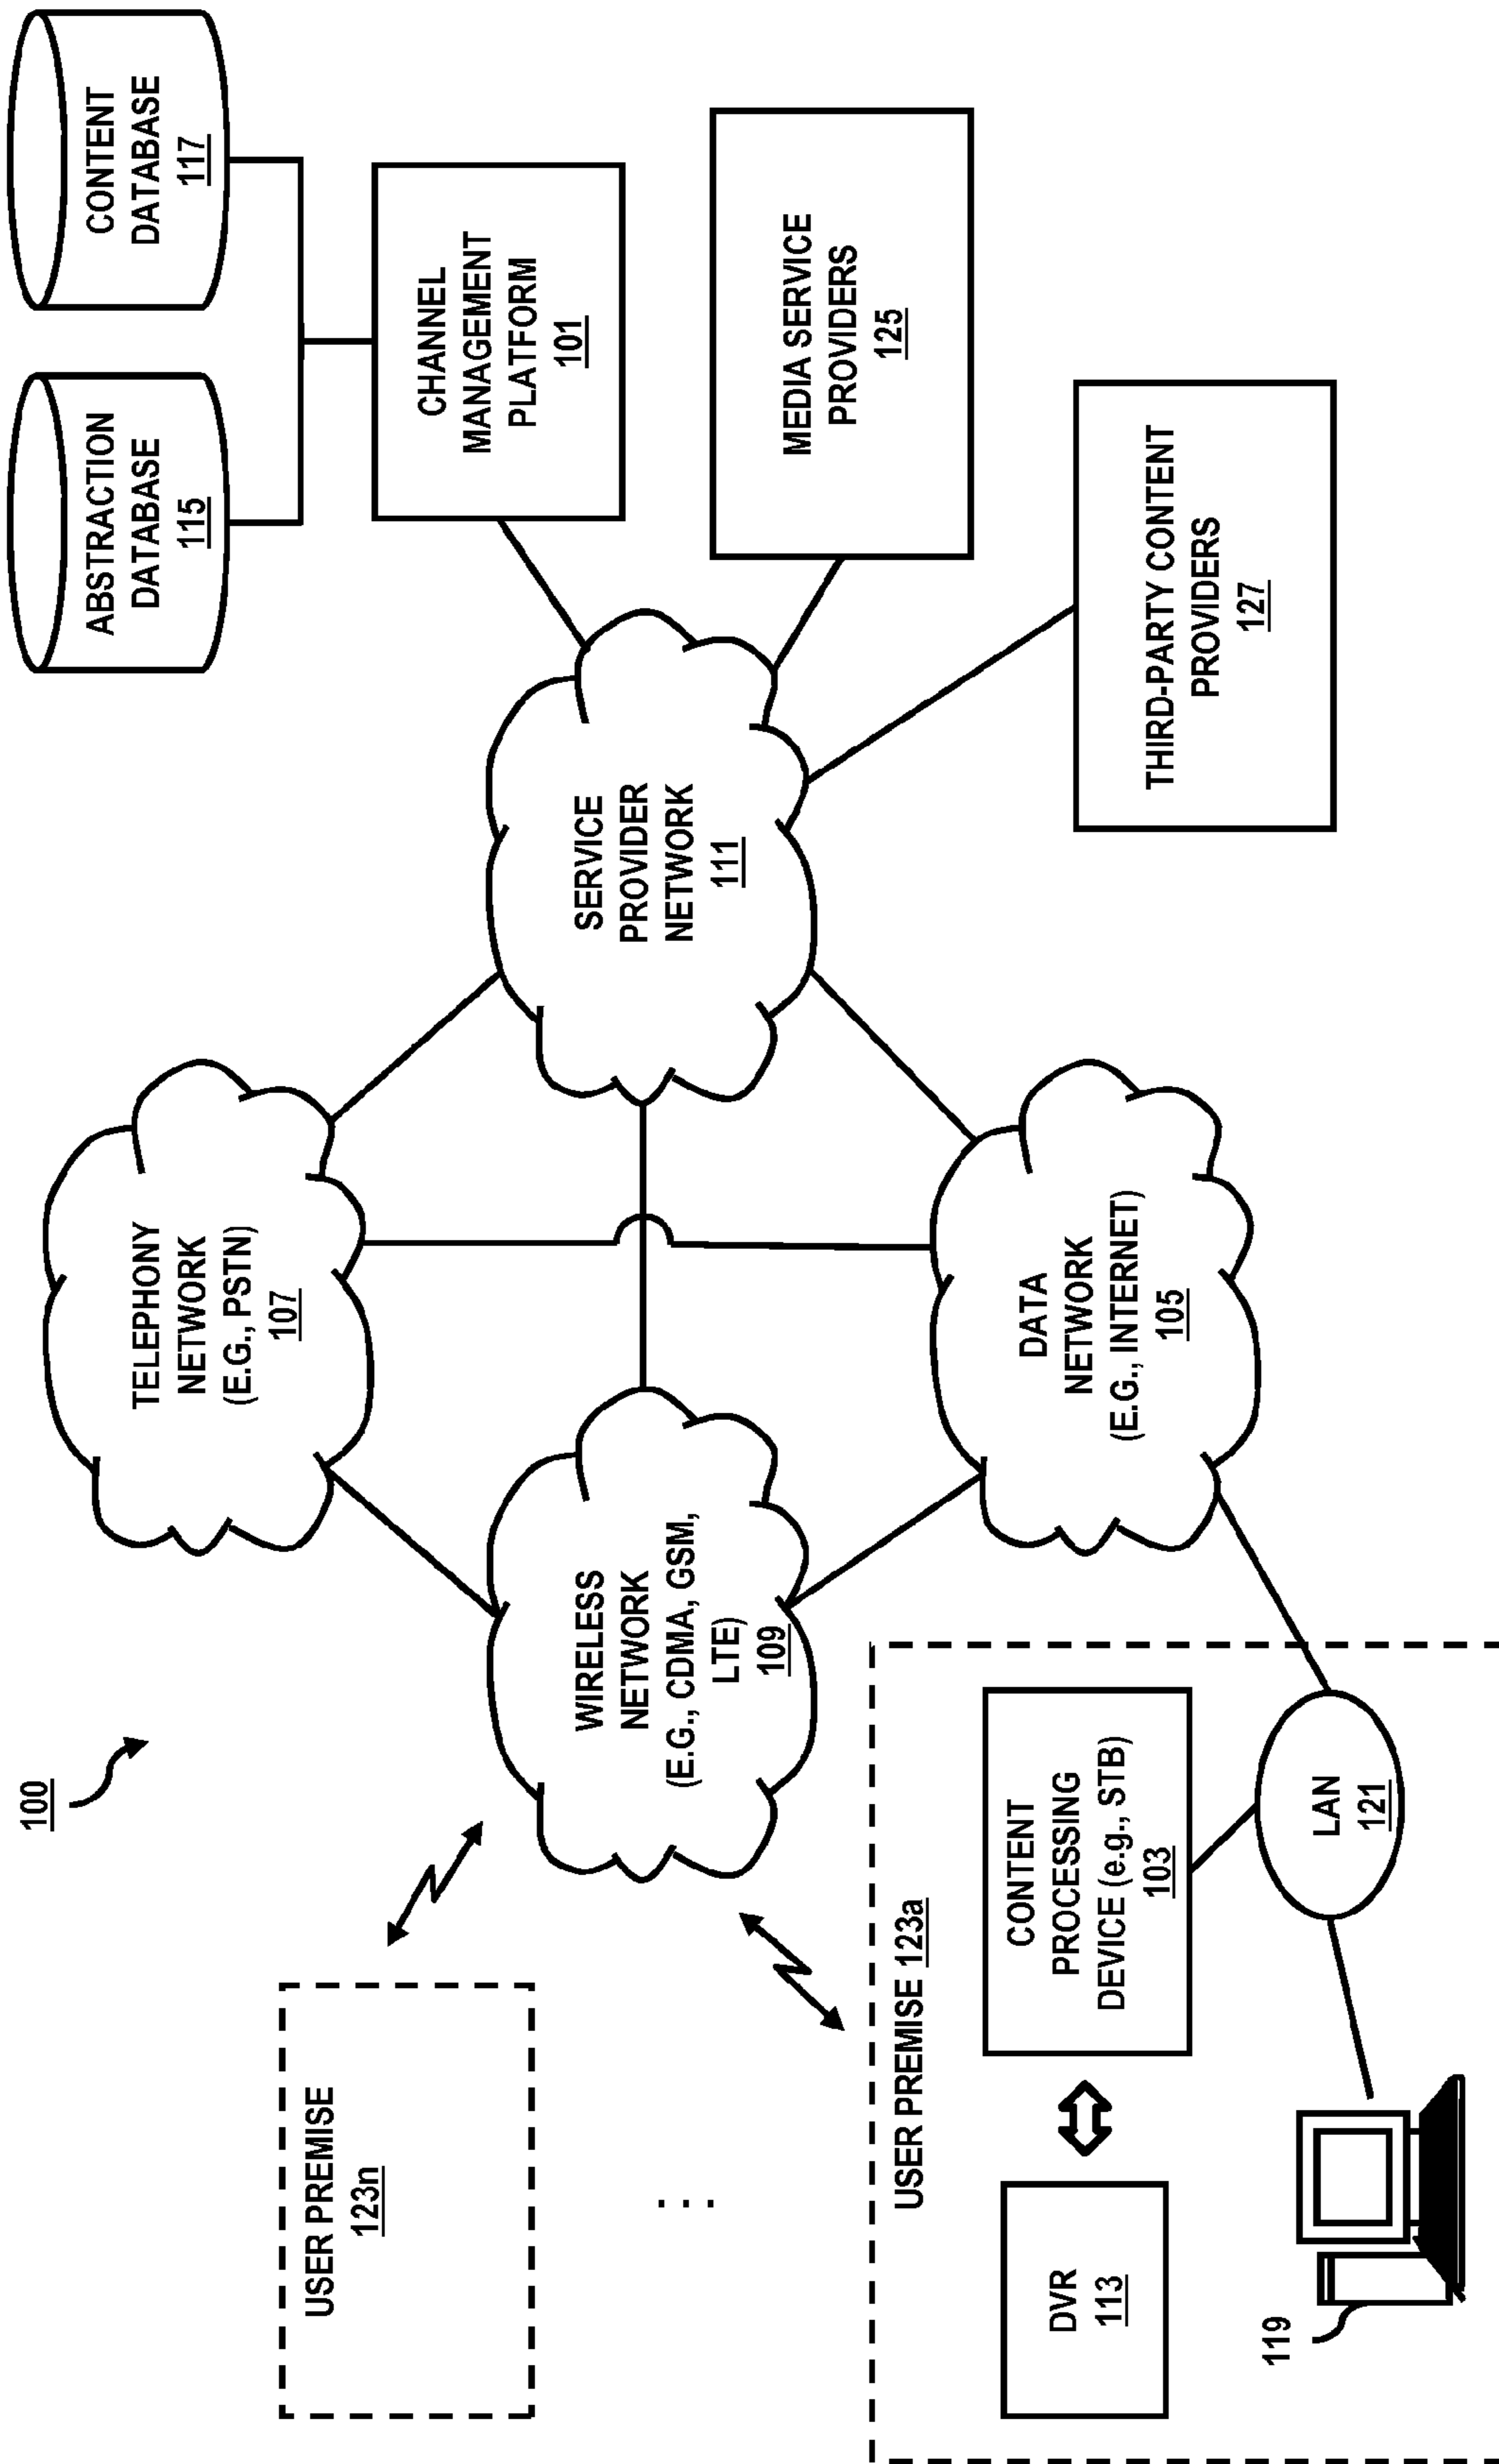 100
TELEPHONY
NETWORK
(E.G., PSTN)
107
ABSTRACTION
DATABASE
115
CONTENT
DATABASE
117
CHANNEL
MANAGEMENT
PLATFORM
101
USER PREMISE
123n
. . .
WIRELESS
NETWORK
(E.G., CDMA, GSM,
LTE)
109
SERVICE
PROVIDER
NETWORK
111
MEDIA SERVICE
PROVIDERS
125
USER PREMISE 123a
DVR
113
CONTENT
PROCESSING
DEVICE (e.g., STB)
103
DATA
NETWORK
(E.G., INTERNET)
105
THIRD-PARTY CONTENT
PROVIDERS
127
119
LAN
121